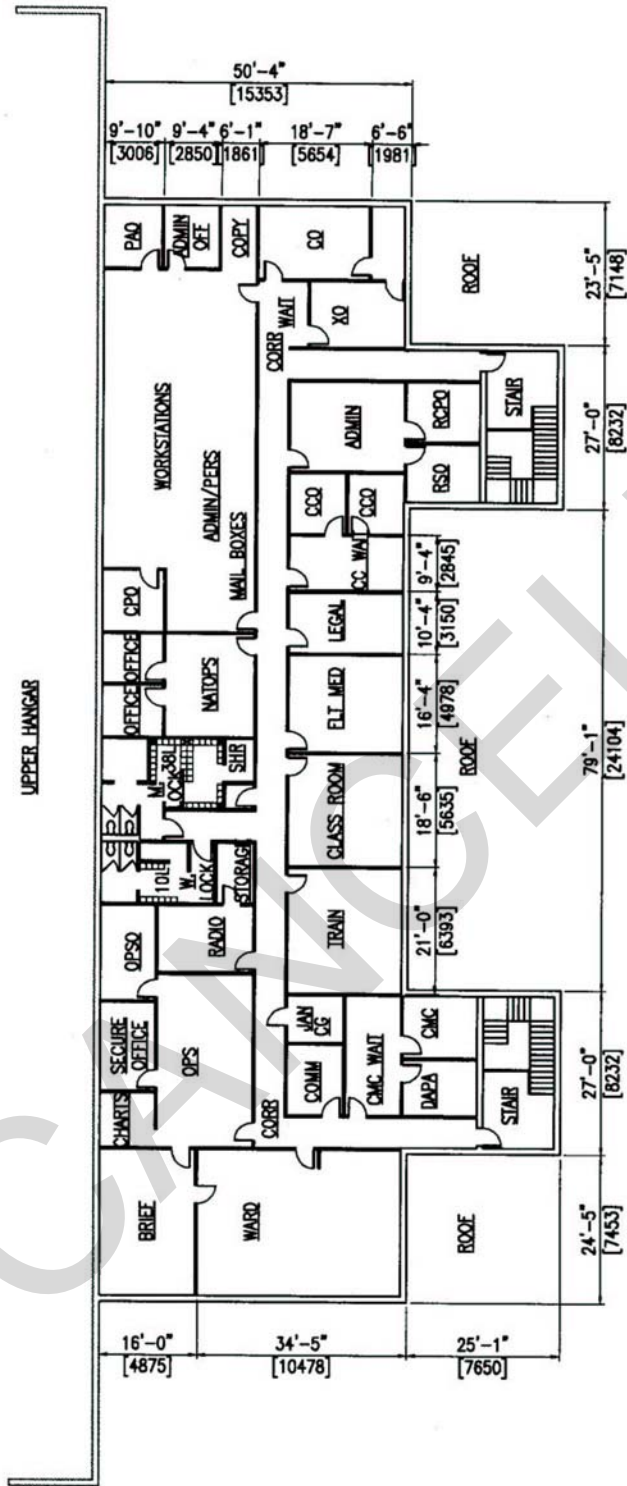 UPPER HANGAR
50'-4"
[15353]
9'-10"
[3006]
9'-4"
[2850]
6'-1"
[1861]
18'-7"
[5654]
6'-6"
[1981]
BRIEF
CHARTS
SECURE
OFFICE
OPSO
10L
W.
LOCK
M.
LOCK
38L
SHR
OFFICE
OFFICE
CPO
WORKSTATIONS
PAO
ADMIN
OFF
OPS
RADIO
STORAGE
NATOPS
ADMIN/PERS
MAIL BOXES
COPY
CORR
CORR
WAIT
CO
XO
WARD
COMM
JAN
CG
CMC WAIT
TRAIN
CLASS ROOM
FLT MED
LEGAL
CC WAIT
CCO
CCO
ADMIN
DAPA
CMC
RSO
RCPO
STAIR
STAIR
ROOF
ROOF
ROOF
21'-0"
[6393]
18'-6"
[5635]
16'-4"
[4978]
10'-4"
[3150]
9'-4"
[2845]
16'-0"
[4875]
34'-5"
[10478]
25'-1"
[7650]
24'-5"
[7453]
27'-0"
[8232]
79'-1"
[24104]
27'-0"
[8232]
23'-5"
[7148]